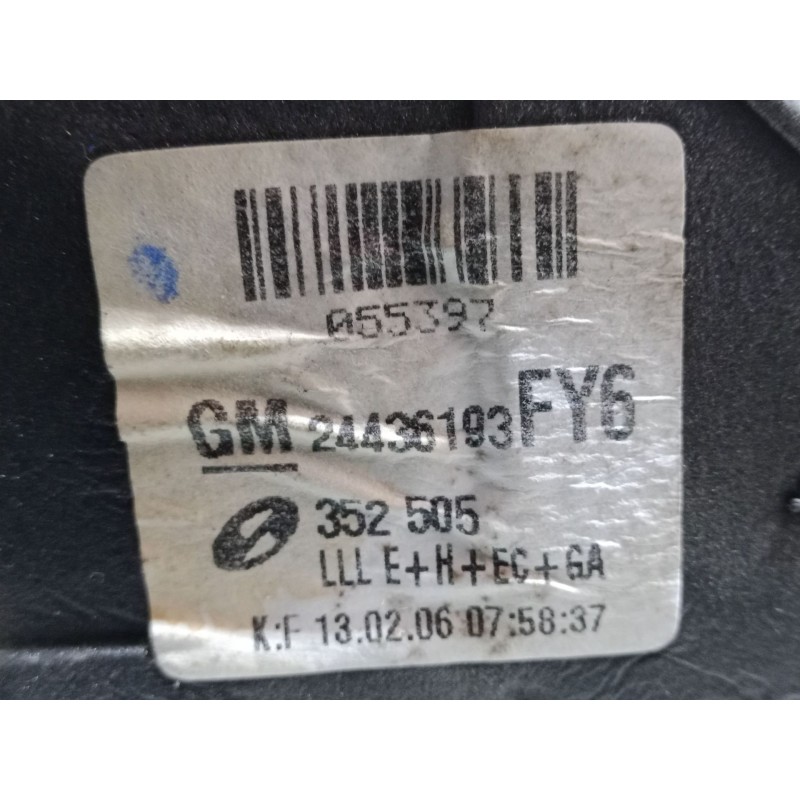 055397
GM 24436193 FY6
352 505
LLL E+H+EC+GA
K:F 13.02.06 07:58:37